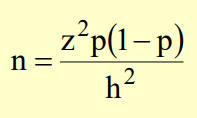 n = z²p(1−p) / h²